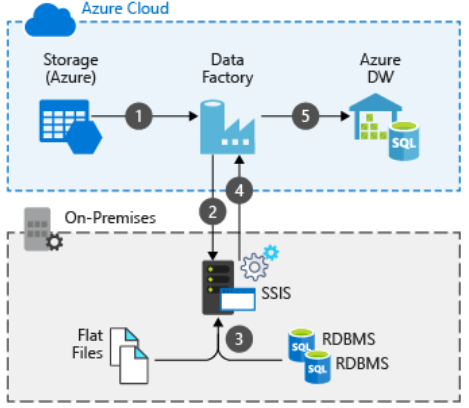 Azure Cloud
Storage
(Azure)
Data
Factory
Azure
DW
1
5
SQL
2
4
On-Premises
SSIS
Flat
Files
3
SQL
RDBMS
SQL
RDBMS